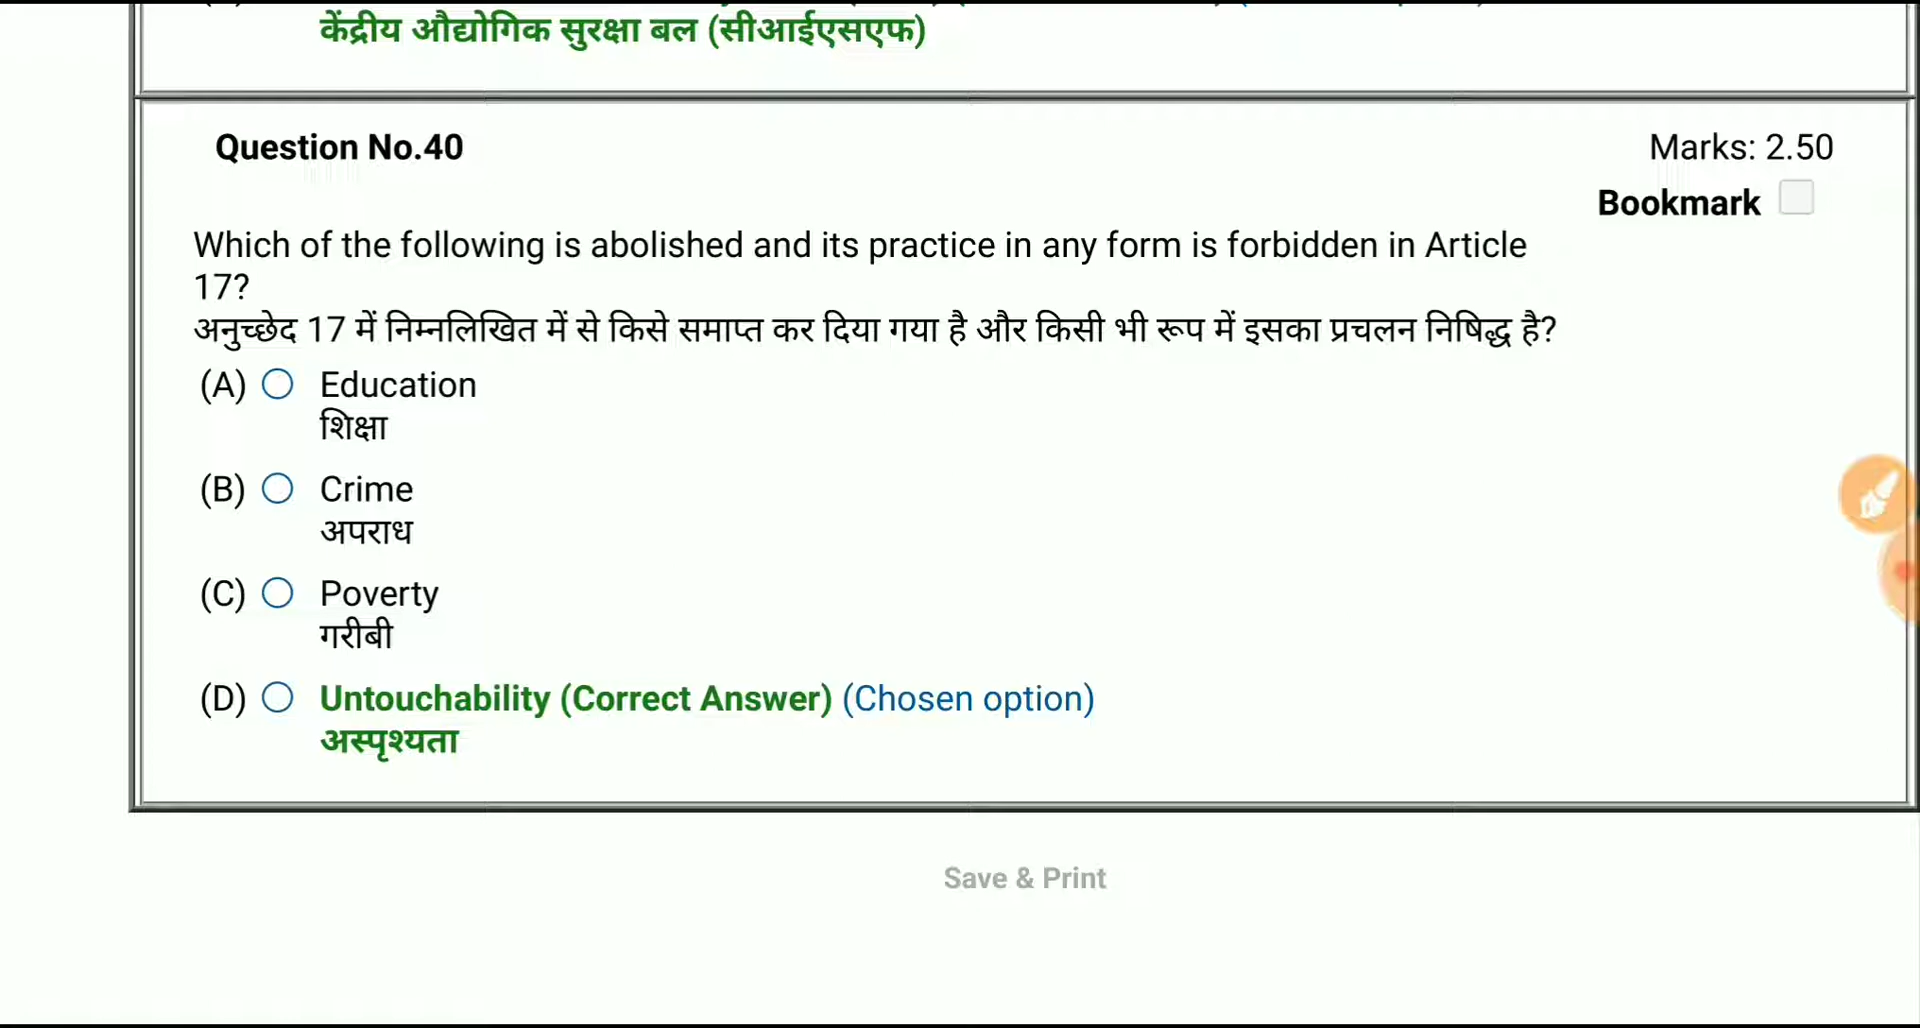 केंद्रीय औद्योगिक सुरक्षा बल (सीआईएसएफ)
Question No.40
Marks: 2.50
Bookmark
Which of the following is abolished and its practice in any form is forbidden in Article
17?
अनुच्छेद 17 में निम्नलिखित में से किसे समाप्त कर दिया गया है और किसी भी रूप में इसका प्रचलन निषिद्ध है?
(A) Education
शिक्षा
(B) Crime
अपराध
(C) Poverty
गरीबी
(D) Untouchability (Correct Answer) (Chosen option)
अस्पृश्यता
Save & Print